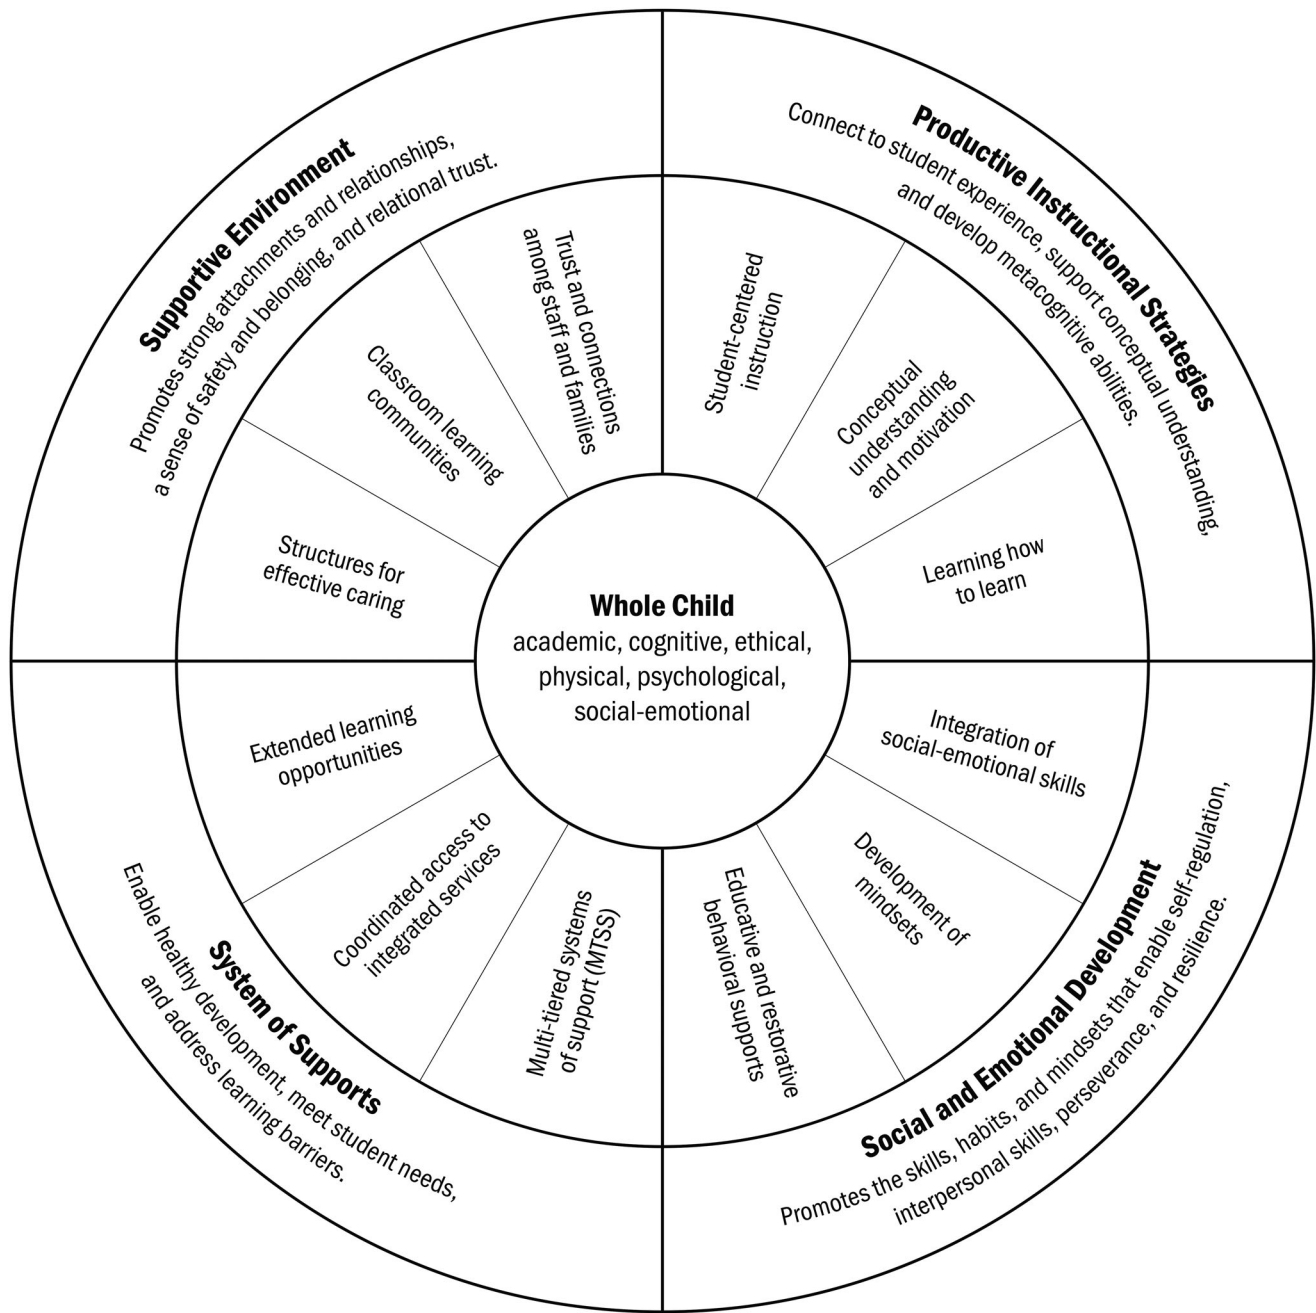 Supportive Environment
Promotes strong attachments and relationships,
a sense of safety and belonging, and relational trust.
Structures for
effective caring
Classroom learning
communities
Trust and connections
among staff and families
Productive Instructional Strategies
Connect to student experience, support conceptual understanding,
and develop metacognitive abilities.
Student-centered
instruction
Conceptual
understanding
and motivation
Learning how
to learn
Whole Child
academic, cognitive, ethical,
physical, psychological,
social-emotional
Integration of
social-emotional skills
Development of
mindsets
Educative and restorative
behavioral supports
Social and Emotional Development
Promotes the skills, habits, and mindsets that enable self-regulation,
interpersonal skills, perseverance, and resilience.
Extended learning
opportunities
Coordinated access to
integrated services
Multi-tiered systems
of support (MTSS)
System of Supports
Enable healthy development, meet student needs,
and address learning barriers.